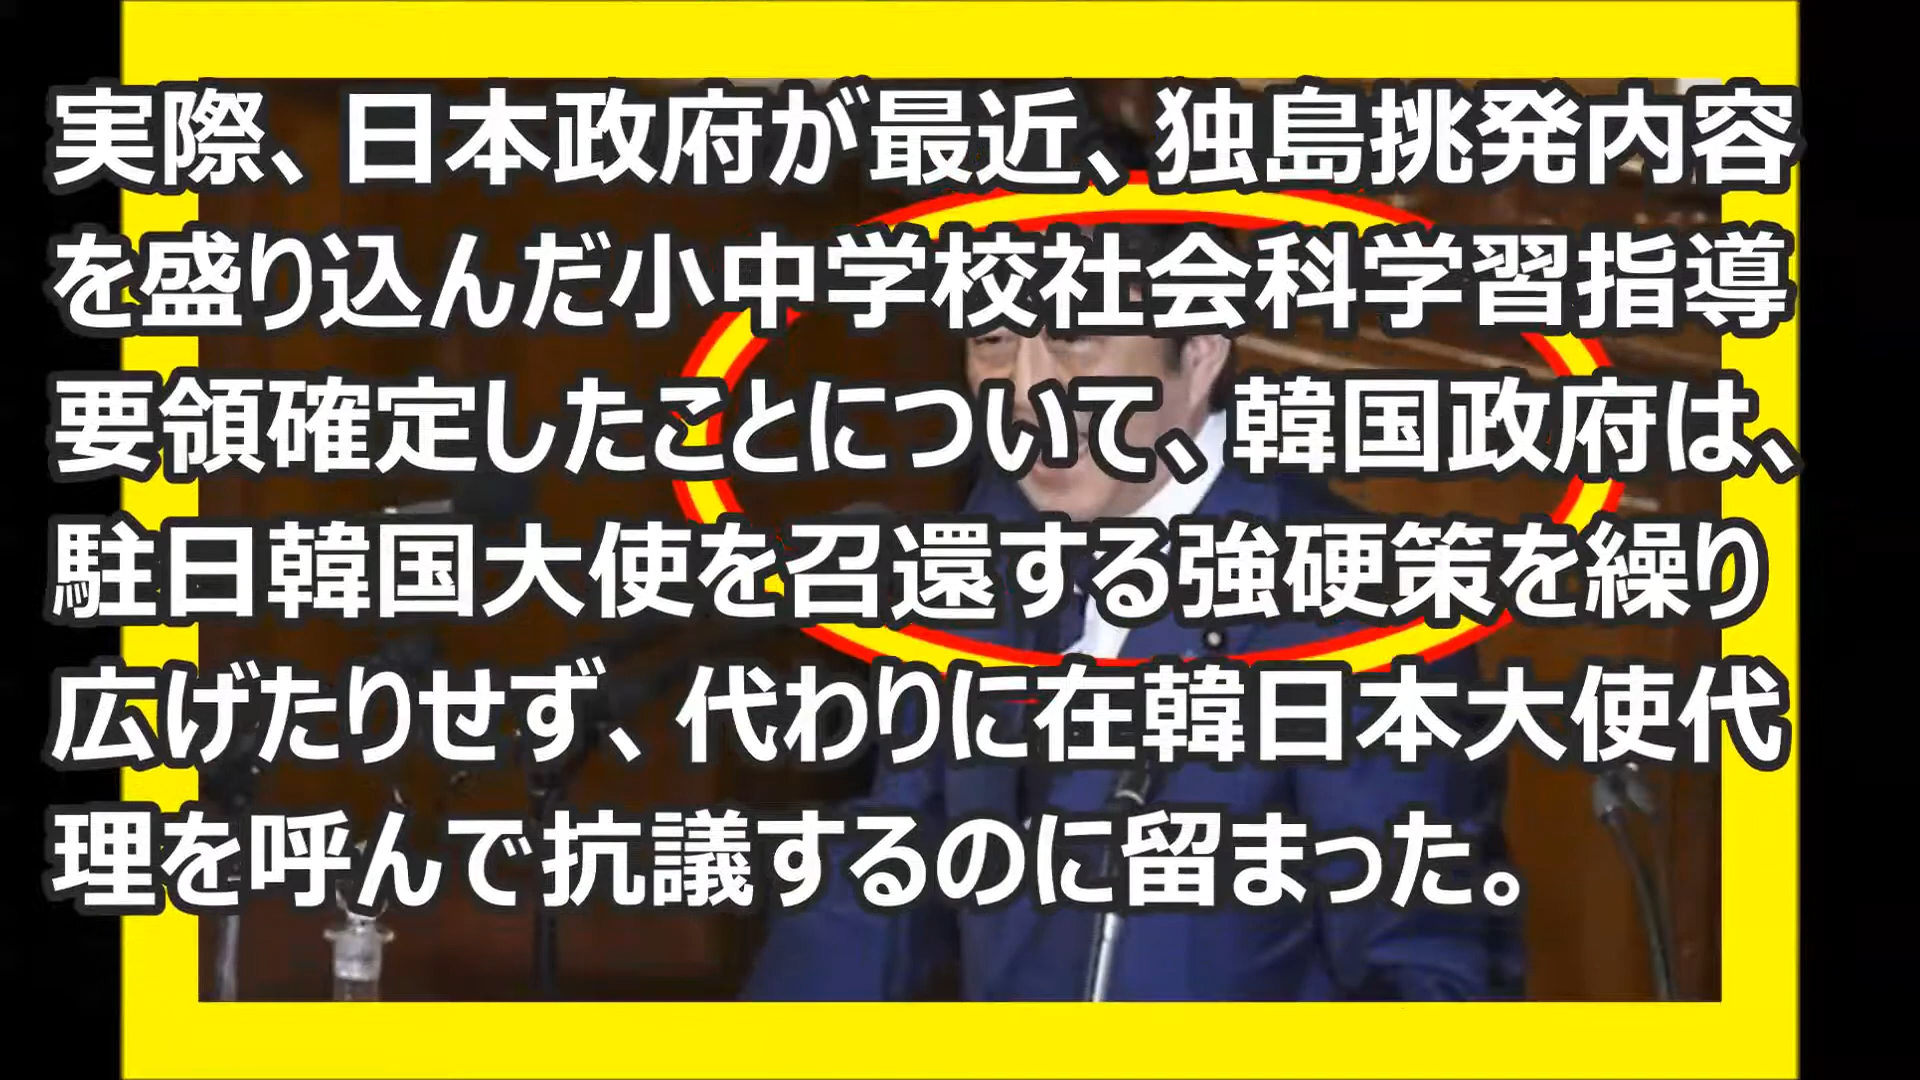 実際、日本政府が最近、独島挑発内容
を盛り込んだ小中学校社会科学習指導
要領確定したことについて、韓国政府は、
駐日韓国大使を召還する強硬策を繰り
広げたりせず、代わりに在韓日本大使代
理を呼んで抗議するのに留まった。